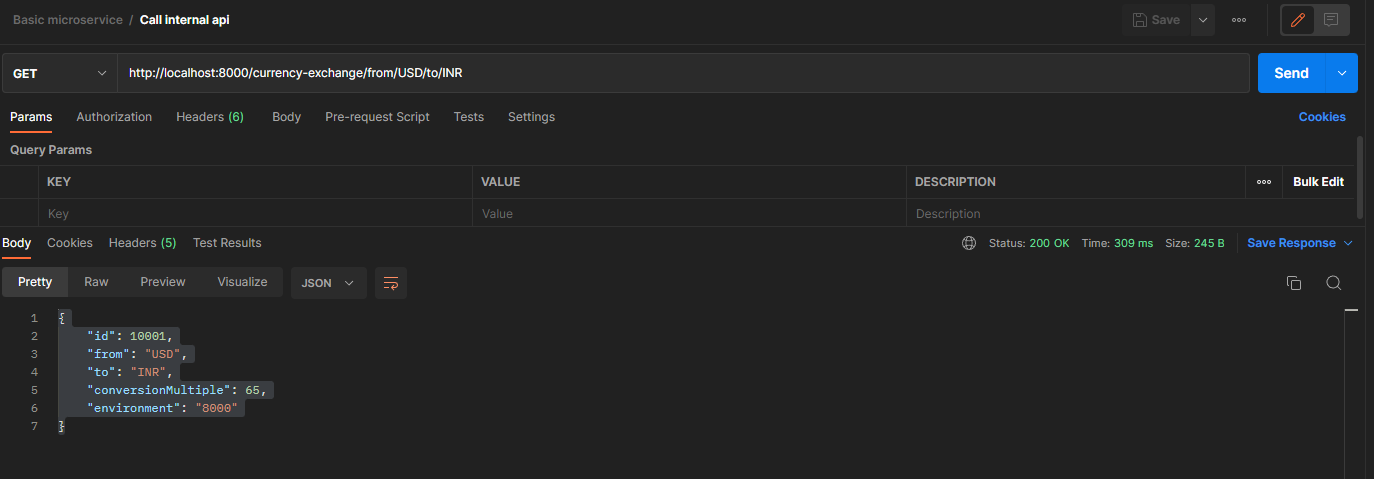 Basic microservice / Call internal api
Save
GET
http://localhost:8000/currency-exchange/from/USD/to/INR
Send
Params Authorization Headers (6) Body Pre-request Script Tests Settings Cookies
Query Params
KEY VALUE DESCRIPTION Bulk Edit
Key Value Description
Body Cookies Headers (5) Test Results Status: 200 OK Time: 309 ms Size: 245 B Save Response
Pretty Raw Preview Visualize JSON
1 {
2 "id": 10001,
3 "from": "USD",
4 "to": "INR",
5 "conversionMultiple": 65,
6 "environment": "8000"
7 }